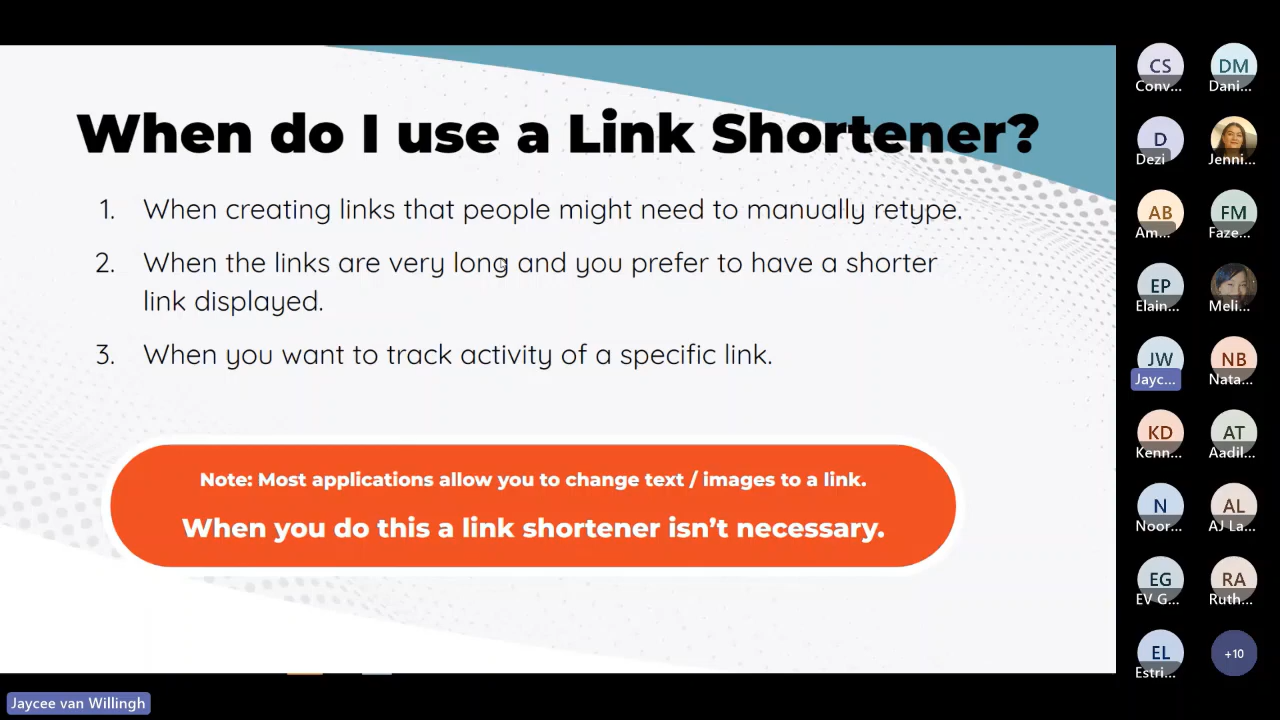 When do I use a Link Shortener?
1. When creating links that people might need to manually retype.
2. When the links are very long and you prefer to have a shorter
link displayed.
3. When you want to track activity of a specific link.
Note: Most applications allow you to change text / images to a link.
When you do this a link shortener isn't necessary.
CS
Conv...
DM
Dani...
D
Dezi
Jenni...
AB
Am...
FM
Faze...
EP
Elain...
Meli...
JW
Jayc...
NB
Nata...
KD
Kenn...
AT
Aadil...
N
Noor...
AL
AJ La...
EG
EV G...
RA
Ruth...
EL
Estri...
+10
Jaycee van Willingh